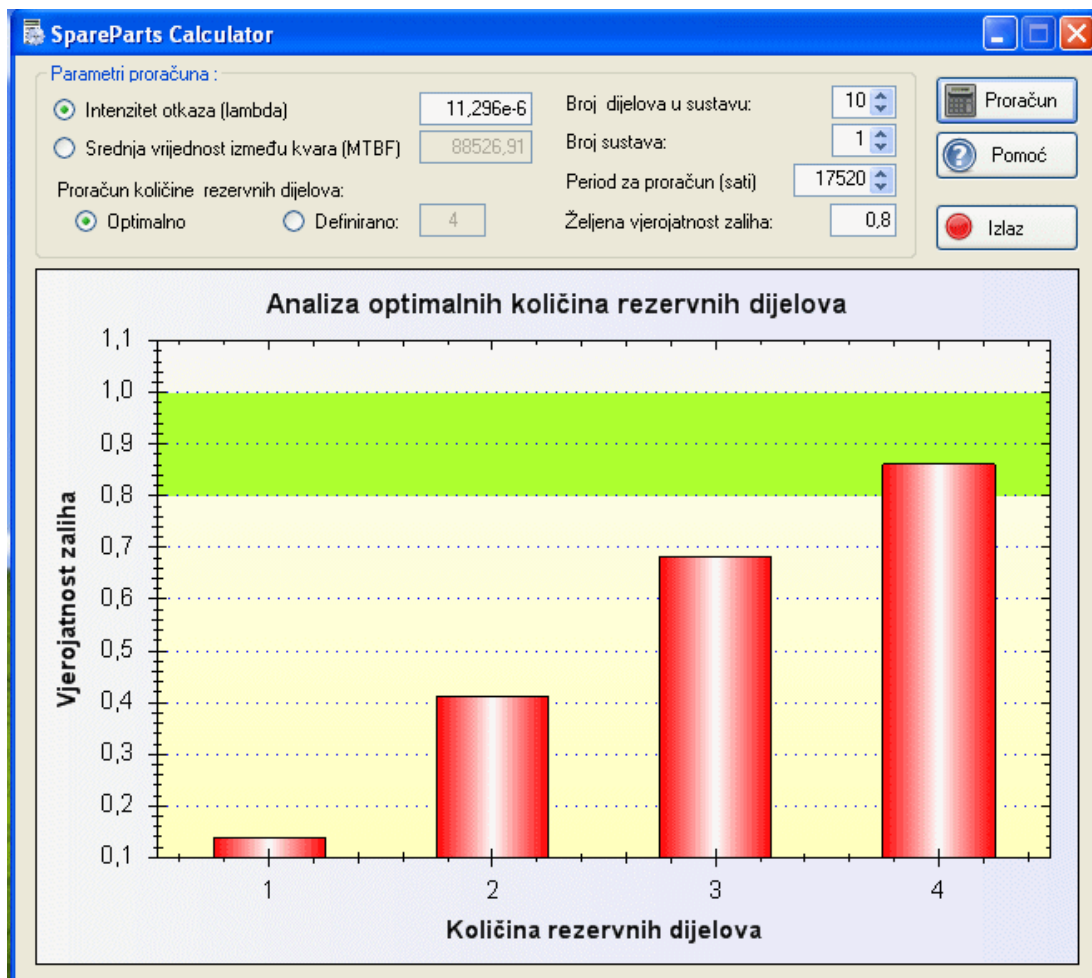 SpareParts Calculator
Parametri proračuna :
Intenzitet otkaza (lambda) 11,296e-6
Srednja vrijednost između kvara (MTBF) 88526,91
Proračun količine rezervnih dijelova:
Optimalno Definirano: 4
Broj dijelova u sustavu: 10
Broj sustava: 1
Period za proračun (sati) 17520
Željena vjerojatnost zaliha: 0,8
Proračun
Pomoć
Izlaz
Analiza optimalnih količina rezervnih dijelova
Vjerojatnost zaliha
1,1
1,0
0,9
0,8
0,7
0,6
0,5
0,4
0,3
0,2
0,1
1 2 3 4
Količina rezervnih dijelova